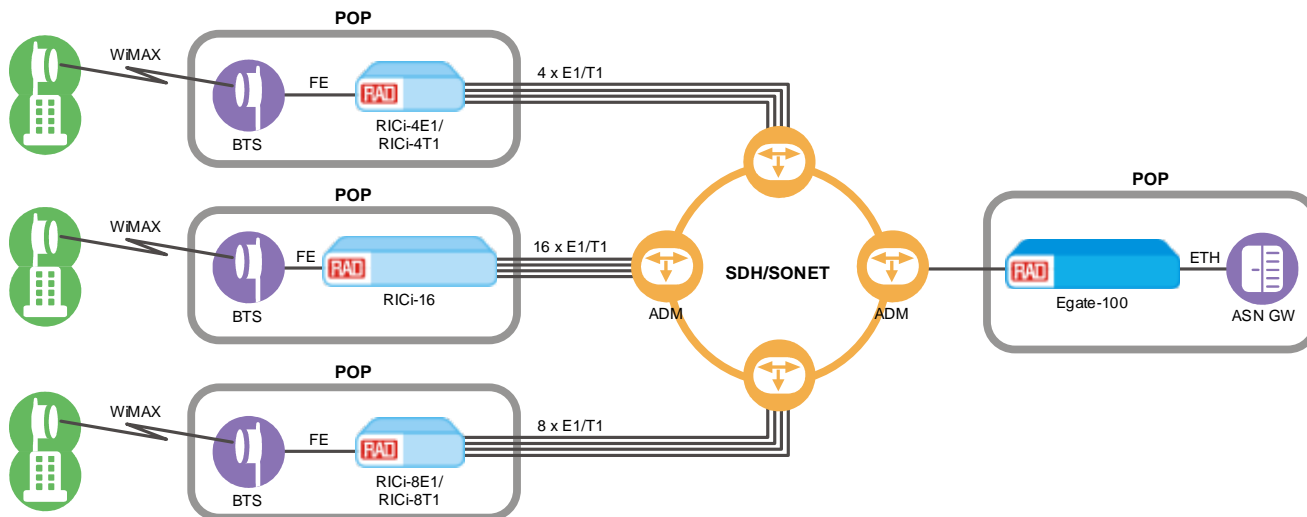 POP
WiMAX
FE
RAD
4 x E1/T1
BTS
RICi-4E1/
RICi-4T1
POP
WiMAX
FE
RAD
16 x E1/T1
BTS
RICi-16
ADM
SDH/SONET
ADM
POP
RAD
ETH
Egate-100
ASN GW
POP
WiMAX
FE
RAD
8 x E1/T1
BTS
RICi-8E1/
RICi-8T1